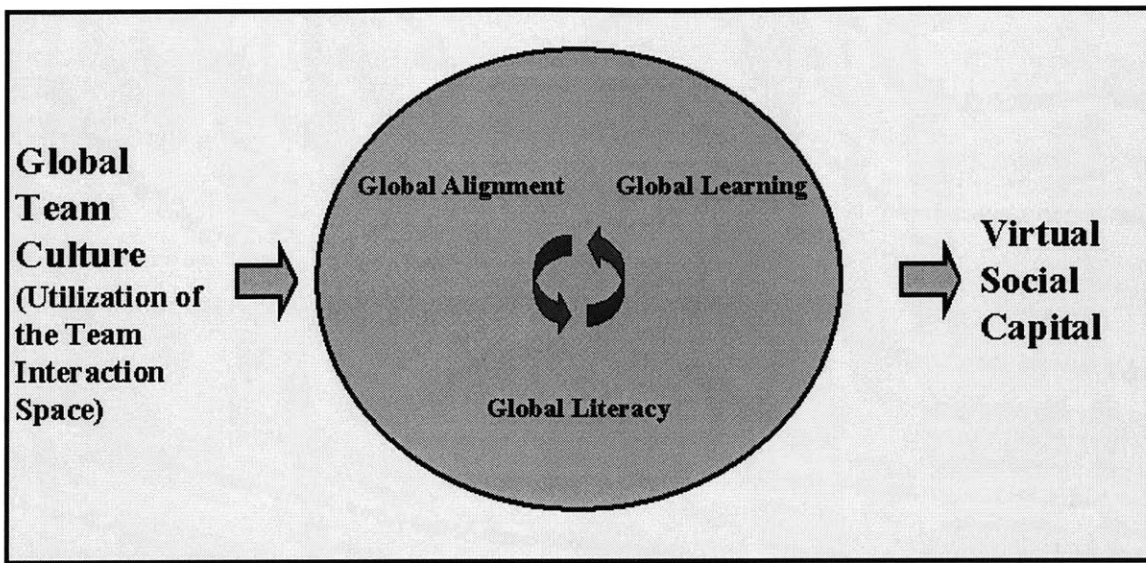 Global
Team
Culture
(Utilization of
the Team
Interaction
Space)
Global Alignment
Global Learning
Global Literacy
Virtual
Social
Capital